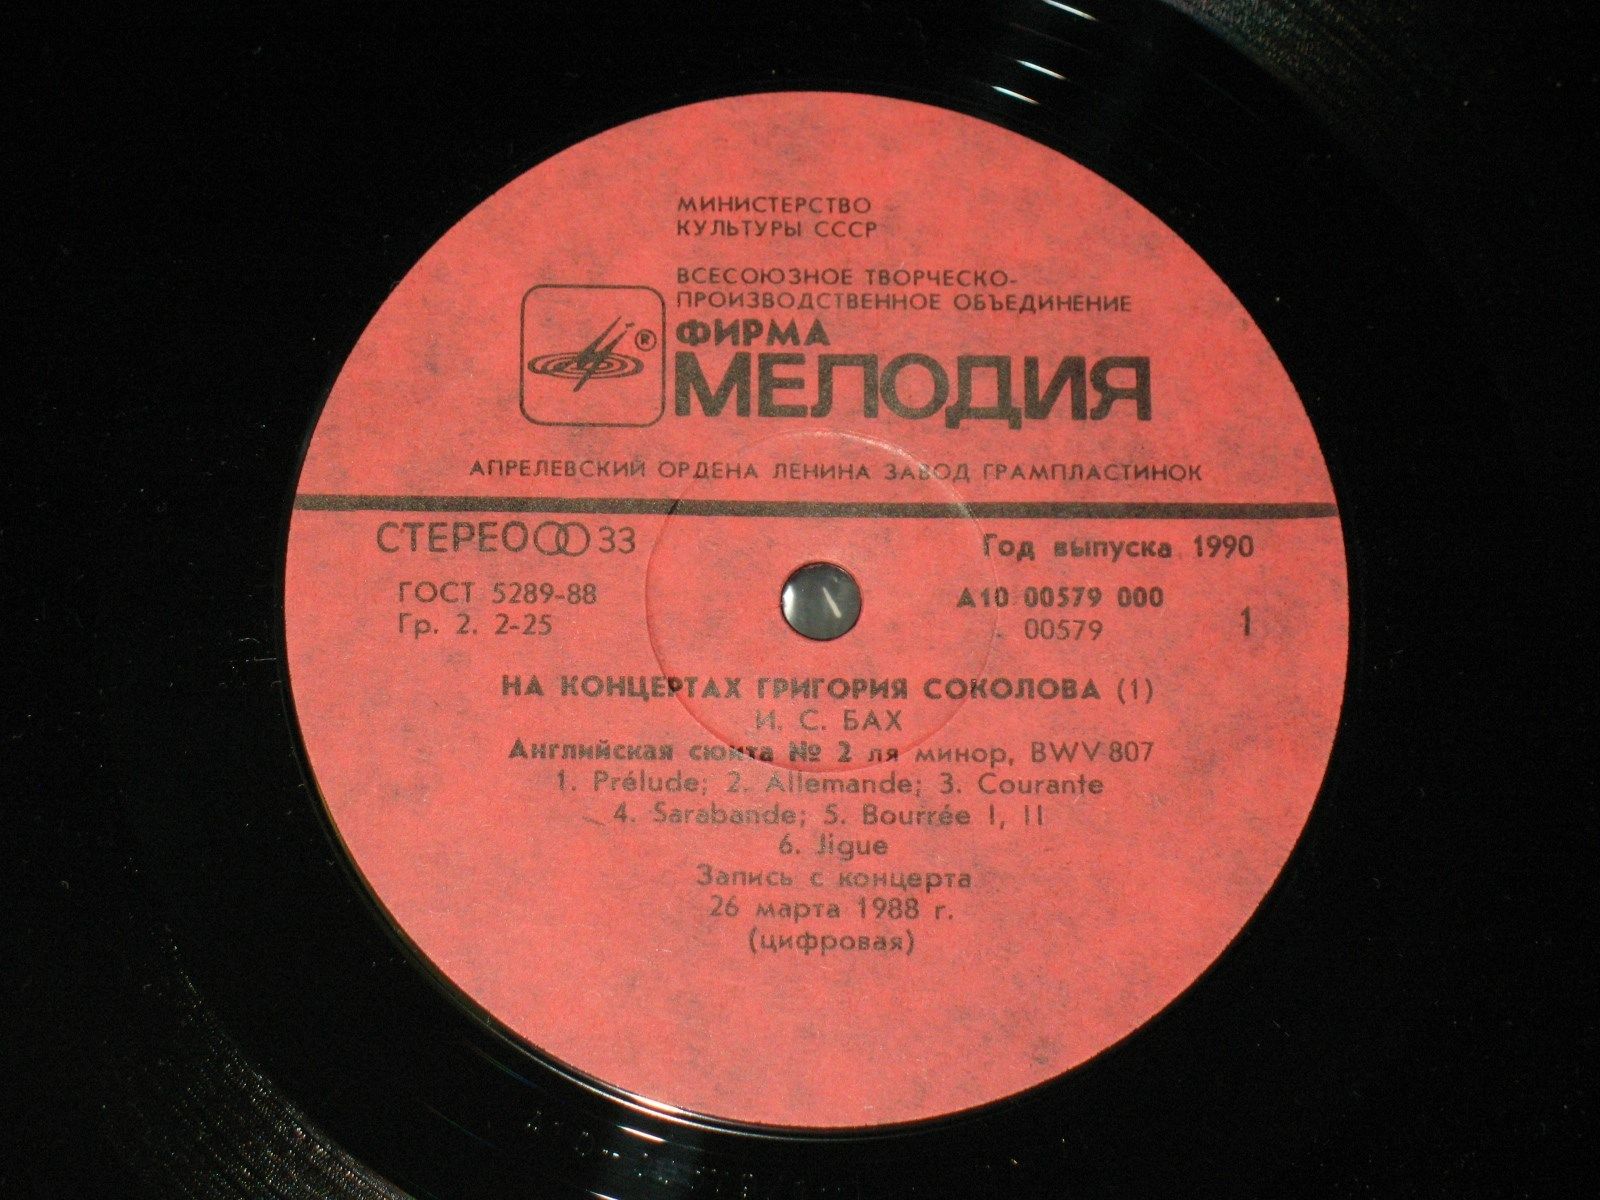 МИНИСТЕРСТВО
КУЛЬТУРЫ СССР
ВСЕСОЮЗНОЕ ТВОРЧЕСКО-
ПРОИЗВОДСТВЕННОЕ ОБЪЕДИНЕНИЕ
ФИРМА
® МЕЛОДИЯ
АПРЕЛЕВСКИЙ ОРДЕНА ЛЕНИНА ЗАВОД ГРАМПЛАСТИНОК
СТЕРЕО 33
Год выпуска 1990
ГОСТ 5289-88
А10 00579 000
Гр. 2. 2-25
00579
1
НА КОНЦЕРТАХ ГРИГОРИЯ СОКОЛОВА (1)
И. С. БАХ
Английская сюита № 2 ля минор, BWV 807
1. Prélude; 2. Allemande; 3. Courante
4. Sarabande; 5. Bourrée I, II
6. Jigue
Запись с концерта
26 марта 1988 г.
(цифровая)